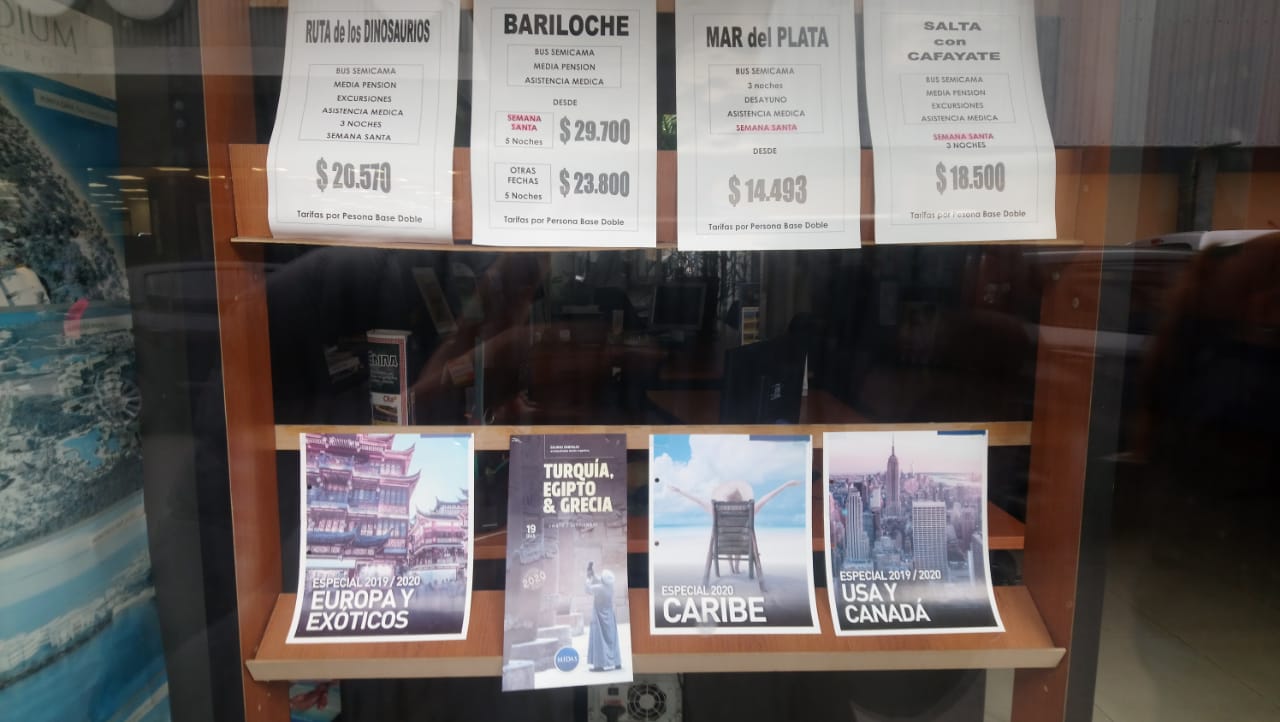 DIUM
RUTA de los DINOSAURIOS
BUS SEMICAMA
MEDIA PENSION
EXCURSIONES
ASISTENCIA MEDICA
3 NOCHES
SEMANA SANTA
$ 20.570
Tarifas por Pesona Base Doble
BARILOCHE
BUS SEMICAMA
MEDIA PENSION
ASISTENCIA MEDICA
DESDE
SEMANA
SANTA
5 Noches
$ 29.700
OTRAS
FECHAS
5 Noches
$ 23.800
Tarifas por Persona Base Doble
MAR del PLATA
BUS SEMICAMA
3 noches
DESAYUNO
ASISTENCIA MEDICA
SEMANA SANTA
DESDE
$ 14.493
Tarifas por Persona Base Doble
SALTA
con
CAFAYATE
BUS SEMICAMA
MEDIA PENSION
EXCURSIONES
ASISTENCIA MEDICA
SEMANA SANTA
3 NOCHES
$ 18.500
Tarifas por Pesona Base Doble
ESPECIAL 2019 / 2020
EUROPA Y
EXÓTICOS
TURQUÍA,
EGIPTO
& GRECIA
19
2020
ESPECIAL 2020
CARIBE
ESPECIAL 2019 / 2020
USA Y
CANADÁ